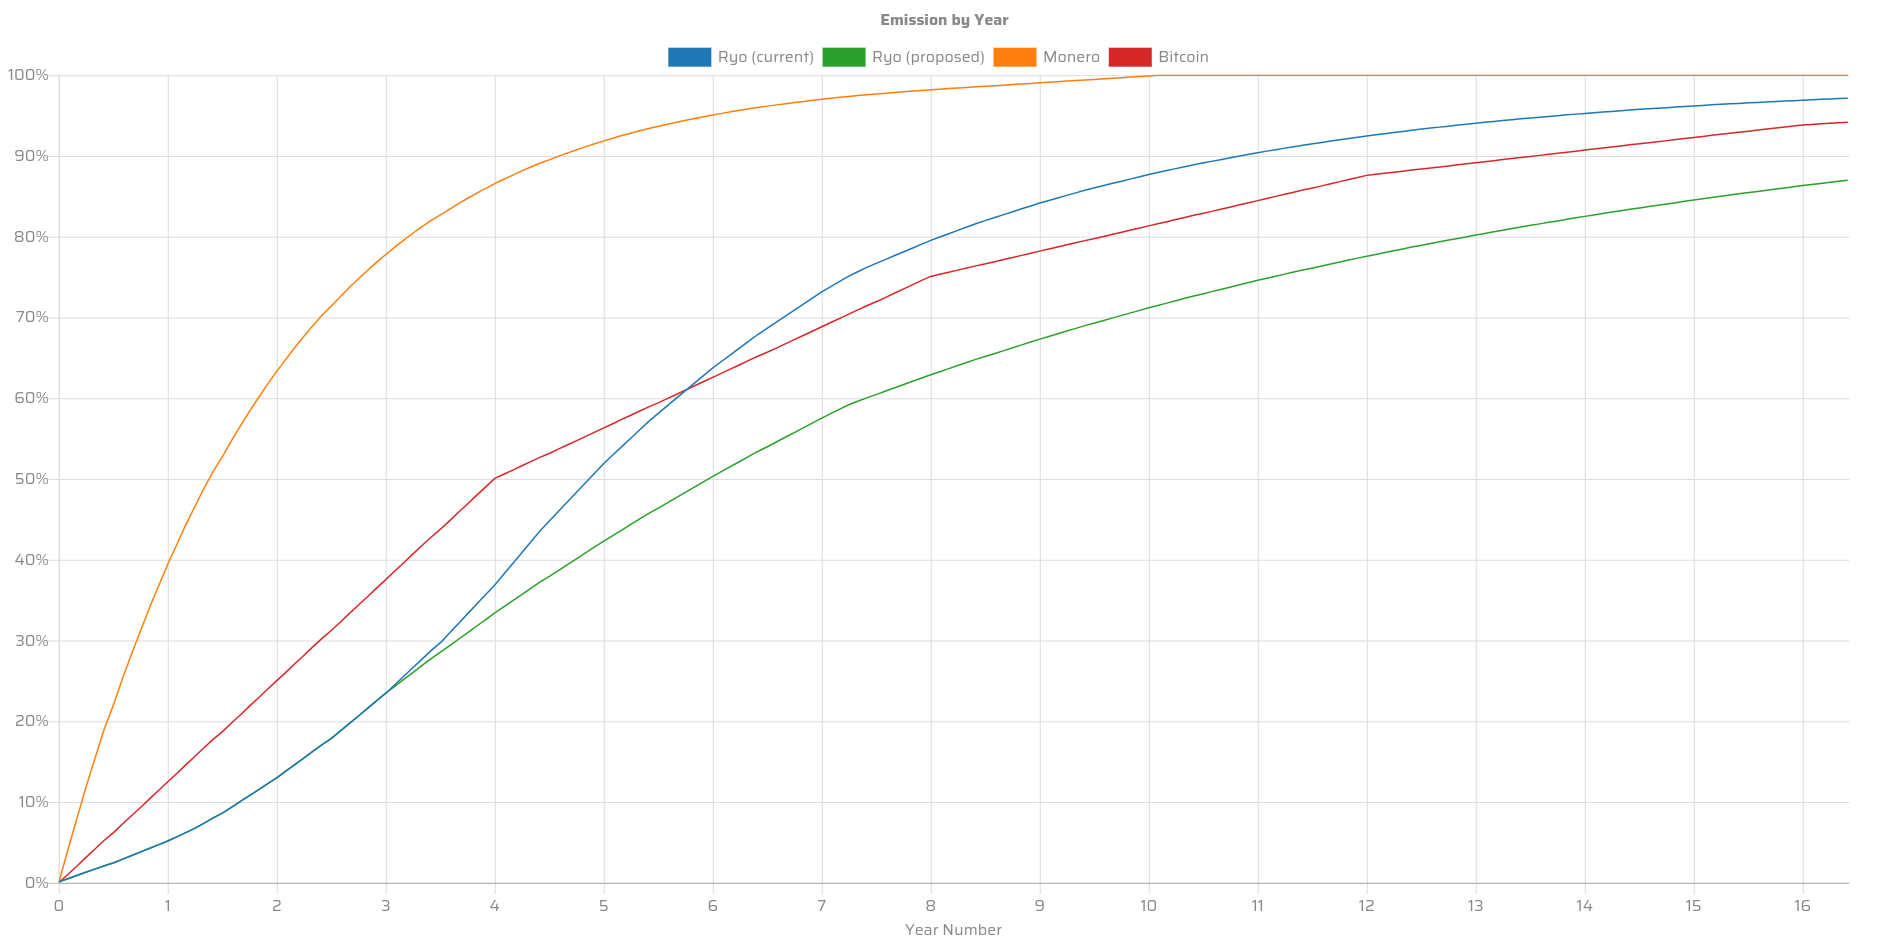 Emission by Year
Ryo (current) Ryo (proposed) Monero Bitcoin
100%
90%
80%
70%
60%
50%
40%
30%
20%
10%
0%
0 1 2 3 4 5 6 7 8 9 10 11 12 13 14 15 16
Year Number